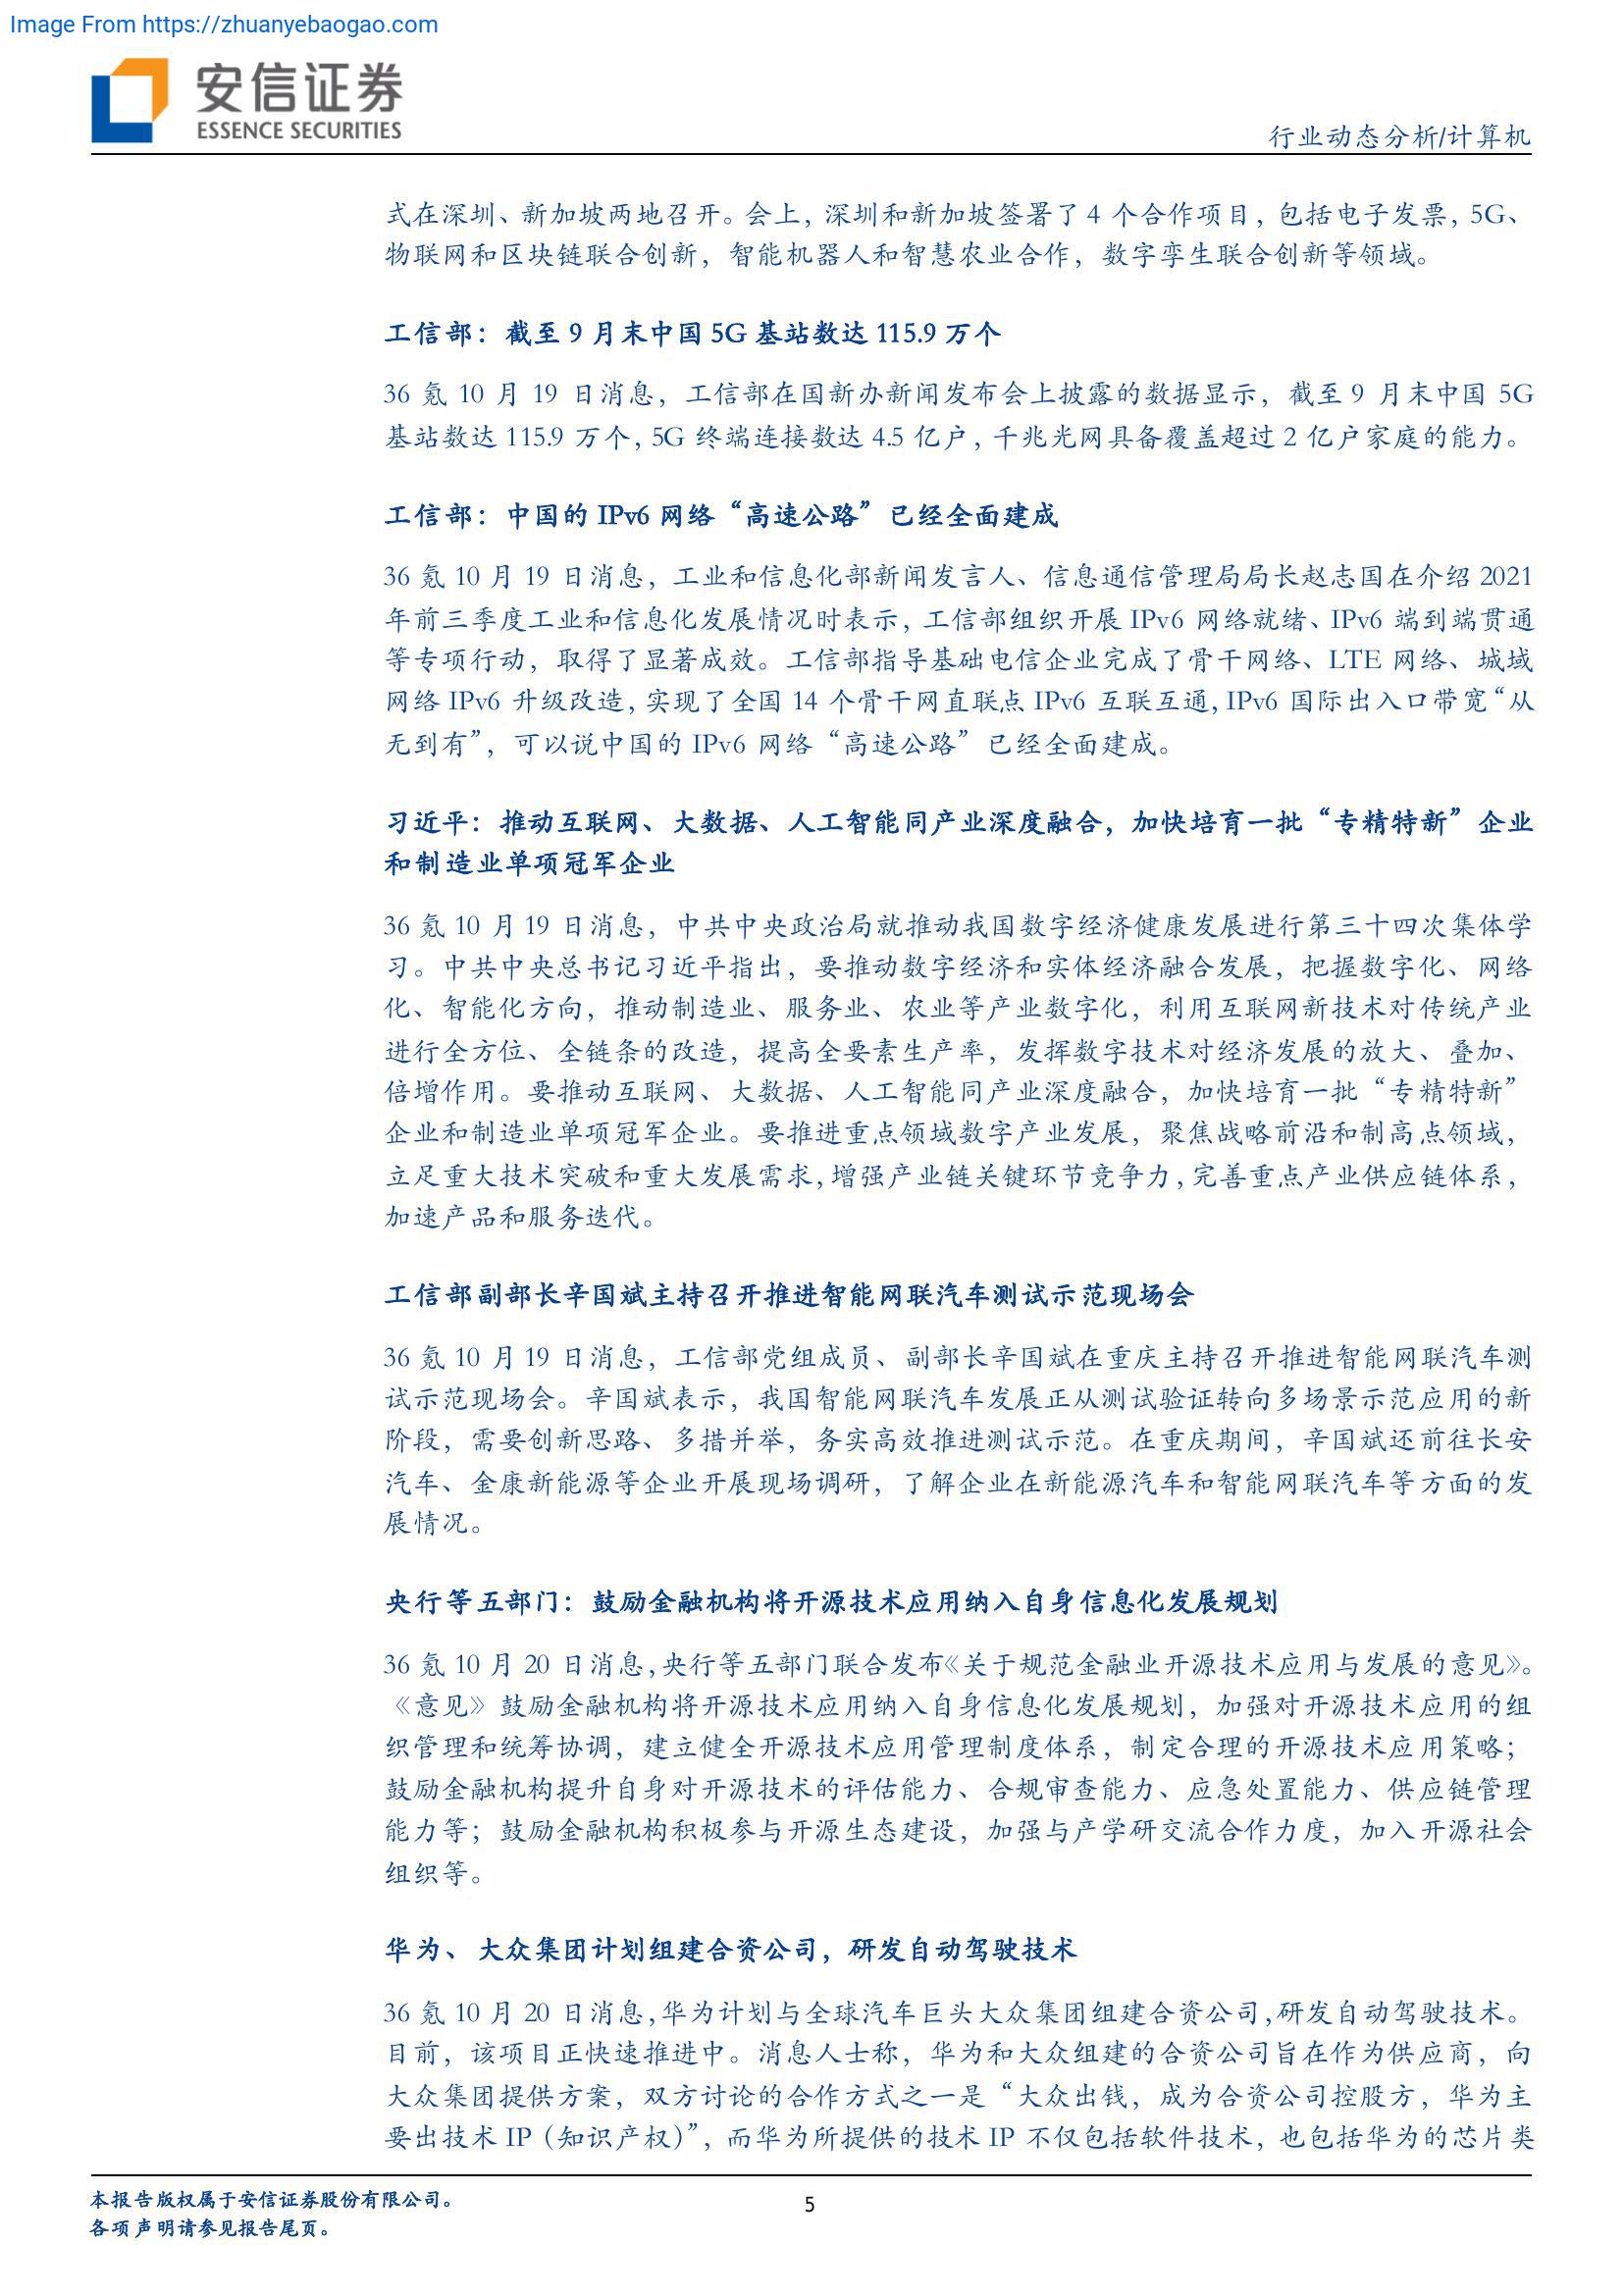 Image From https://zhuanyebaogao.com
安信证券
ESSENCE SECURITIES
行业动态分析/计算机
式在深圳、新加坡两地召开。会上，深圳和新加坡签署了 4 个合作项目，包括电子发票，5G、
物联网和区块链联合创新，智能机器人和智慧农业合作，数字孪生联合创新等领域。
工信部：截至 9 月末中国 5G 基站数达 115.9 万个
36 氪 10 月 19 日消息，工信部在国新办新闻发布会上披露的数据显示，截至 9 月末中国 5G
基站数达 115.9 万个，5G 终端连接数达 4.5 亿户，千兆光网具备覆盖超过 2 亿户家庭的能力。
工信部：中国的 IPv6 网络“高速公路”已经全面建成
36 氪 10 月 19 日消息，工业和信息化部新闻发言人、信息通信管理局局长赵志国在介绍 2021
年前三季度工业和信息化发展情况时表示，工信部组织开展 IPv6 网络就绪、IPv6 端到端贯通
等专项行动，取得了显著成效。工信部指导基础电信企业完成了骨干网络、LTE 网络、城域
网络 IPv6 升级改造，实现了全国 14 个骨干网直联点 IPv6 互联互通，IPv6 国际出入口带宽“从
无到有”，可以说中国的 IPv6 网络“高速公路”已经全面建成。
习近平：推动互联网、大数据、人工智能同产业深度融合，加快培育一批“专精特新”企业
和制造业单项冠军企业
36 氪 10 月 19 日消息，中共中央政治局就推动我国数字经济健康发展进行第三十四次集体学
习。中共中央总书记习近平指出，要推动数字经济和实体经济融合发展，把握数字化、网络
化、智能化方向，推动制造业、服务业、农业等产业数字化，利用互联网新技术对传统产业
进行全方位、全链条的改造，提高全要素生产率，发挥数字技术对经济发展的放大、叠加、
倍增作用。要推动互联网、大数据、人工智能同产业深度融合，加快培育一批“专精特新”
企业和制造业单项冠军企业。要推进重点领域数字产业发展，聚焦战略前沿和制高点领域，
立足重大技术突破和重大发展需求，增强产业链关键环节竞争力，完善重点产业供应链体系，
加速产品和服务迭代。
工信部副部长辛国斌主持召开推进智能网联汽车测试示范现场会
36 氪 10 月 19 日消息，工信部党组成员、副部长辛国斌在重庆主持召开推进智能网联汽车测
试示范现场会。辛国斌表示，我国智能网联汽车发展正从测试验证转向多场景示范应用的新
阶段，需要创新思路、多措并举，务实高效推进测试示范。在重庆期间，辛国斌还前往长安
汽车、金康新能源等企业开展现场调研，了解企业在新能源汽车和智能网联汽车等方面的发
展情况。
央行等五部门：鼓励金融机构将开源技术应用纳入自身信息化发展规划
36 氪 10 月 20 日消息，央行等五部门联合发布《关于规范金融业开源技术应用与发展的意见》。
《意见》鼓励金融机构将开源技术应用纳入自身信息化发展规划，加强对开源技术应用的组
织管理和统筹协调，建立健全开源技术应用管理制度体系，制定合理的开源技术应用策略；
鼓励金融机构提升自身对开源技术的评估能力、合规审查能力、应急处置能力、供应链管理
能力等；鼓励金融机构积极参与开源生态建设，加强与产学研交流合作力度，加入开源社会
组织等。
华为、大众集团计划组建合资公司，研发自动驾驶技术
36 氪 10 月 20 日消息，华为计划与全球汽车巨头大众集团组建合资公司，研发自动驾驶技术。
目前，该项目正快速推进中。消息人士称，华为和大众组建的合资公司旨在作为供应商，向
大众集团提供方案，双方讨论的合作方式之一是“大众出钱，成为合资公司控股方，华为主
要出技术 IP（知识产权）”，而华为所提供的技术 IP 不仅包括软件技术，也包括华为的芯片类
本报告版权属于安信证券股份有限公司。
5
各项声明请参见报告尾页。